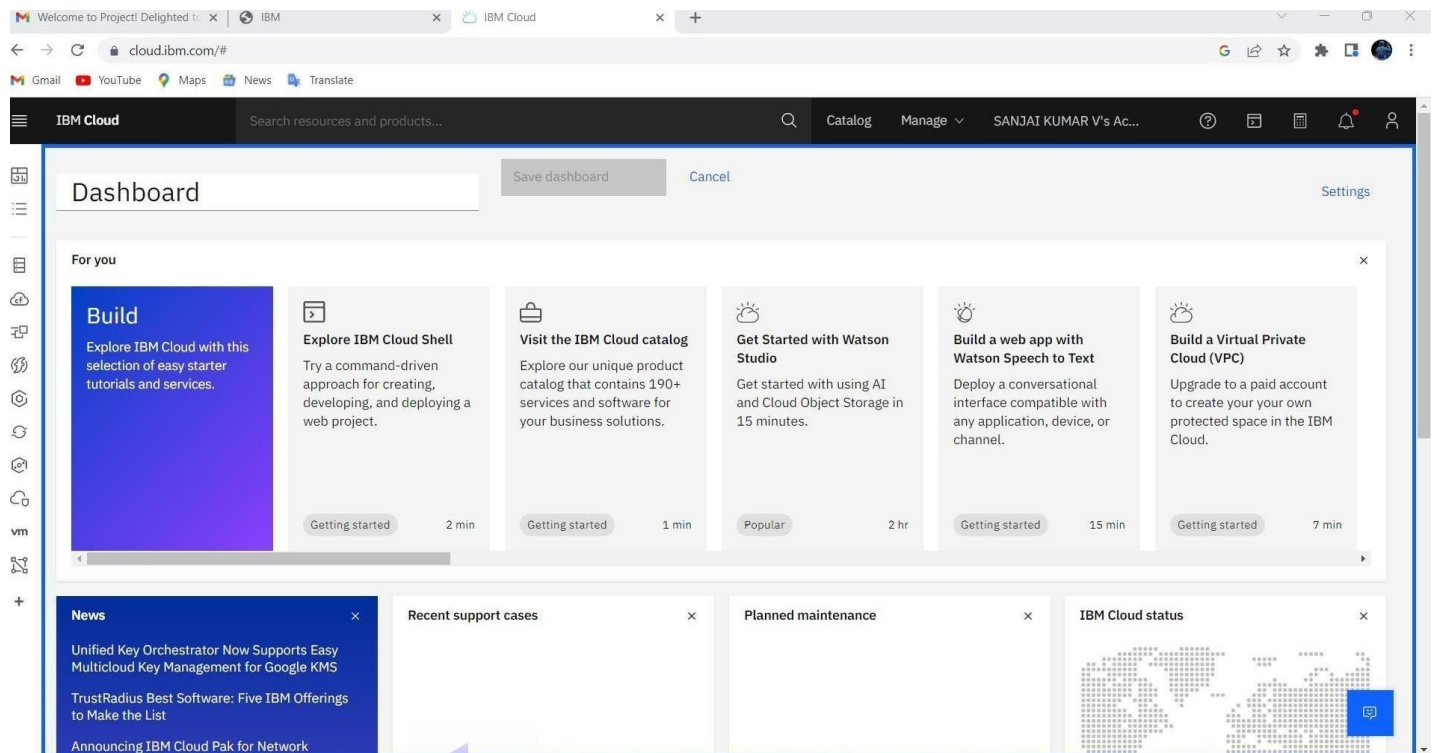 Welcome to Project! Delighted to
IBM
IBM Cloud
cloud.ibm.com/#
Gmail
YouTube
Maps
News
Translate
IBM Cloud
Search resources and products...
Catalog
Manage
SANJAI KUMAR V's Ac...
Dashboard
Save dashboard
Cancel
Settings
For you
Build
Explore IBM Cloud with this
selection of easy starter
tutorials and services.
Explore IBM Cloud Shell
Try a command-driven
approach for creating,
developing, and deploying a
web project.
Getting started 2 min
Visit the IBM Cloud catalog
Explore our unique product
catalog that contains 190+
services and software for
your business solutions.
Getting started 1 min
Get Started with Watson
Studio
Get started with using AI
and Cloud Object Storage in
15 minutes.
Popular 2 hr
Build a web app with
Watson Speech to Text
Deploy a conversational
interface compatible with
any application, device, or
channel.
Getting started 15 min
Build a Virtual Private
Cloud (VPC)
Upgrade to a paid account
to create your your own
protected space in the IBM
Cloud.
Getting started 7 min
vm
News
Unified Key Orchestrator Now Supports Easy
Multicloud Key Management for Google KMS
TrustRadius Best Software: Five IBM Offerings
to Make the List
Announcing IBM Cloud Pak for Network
Recent support cases
Planned maintenance
IBM Cloud status